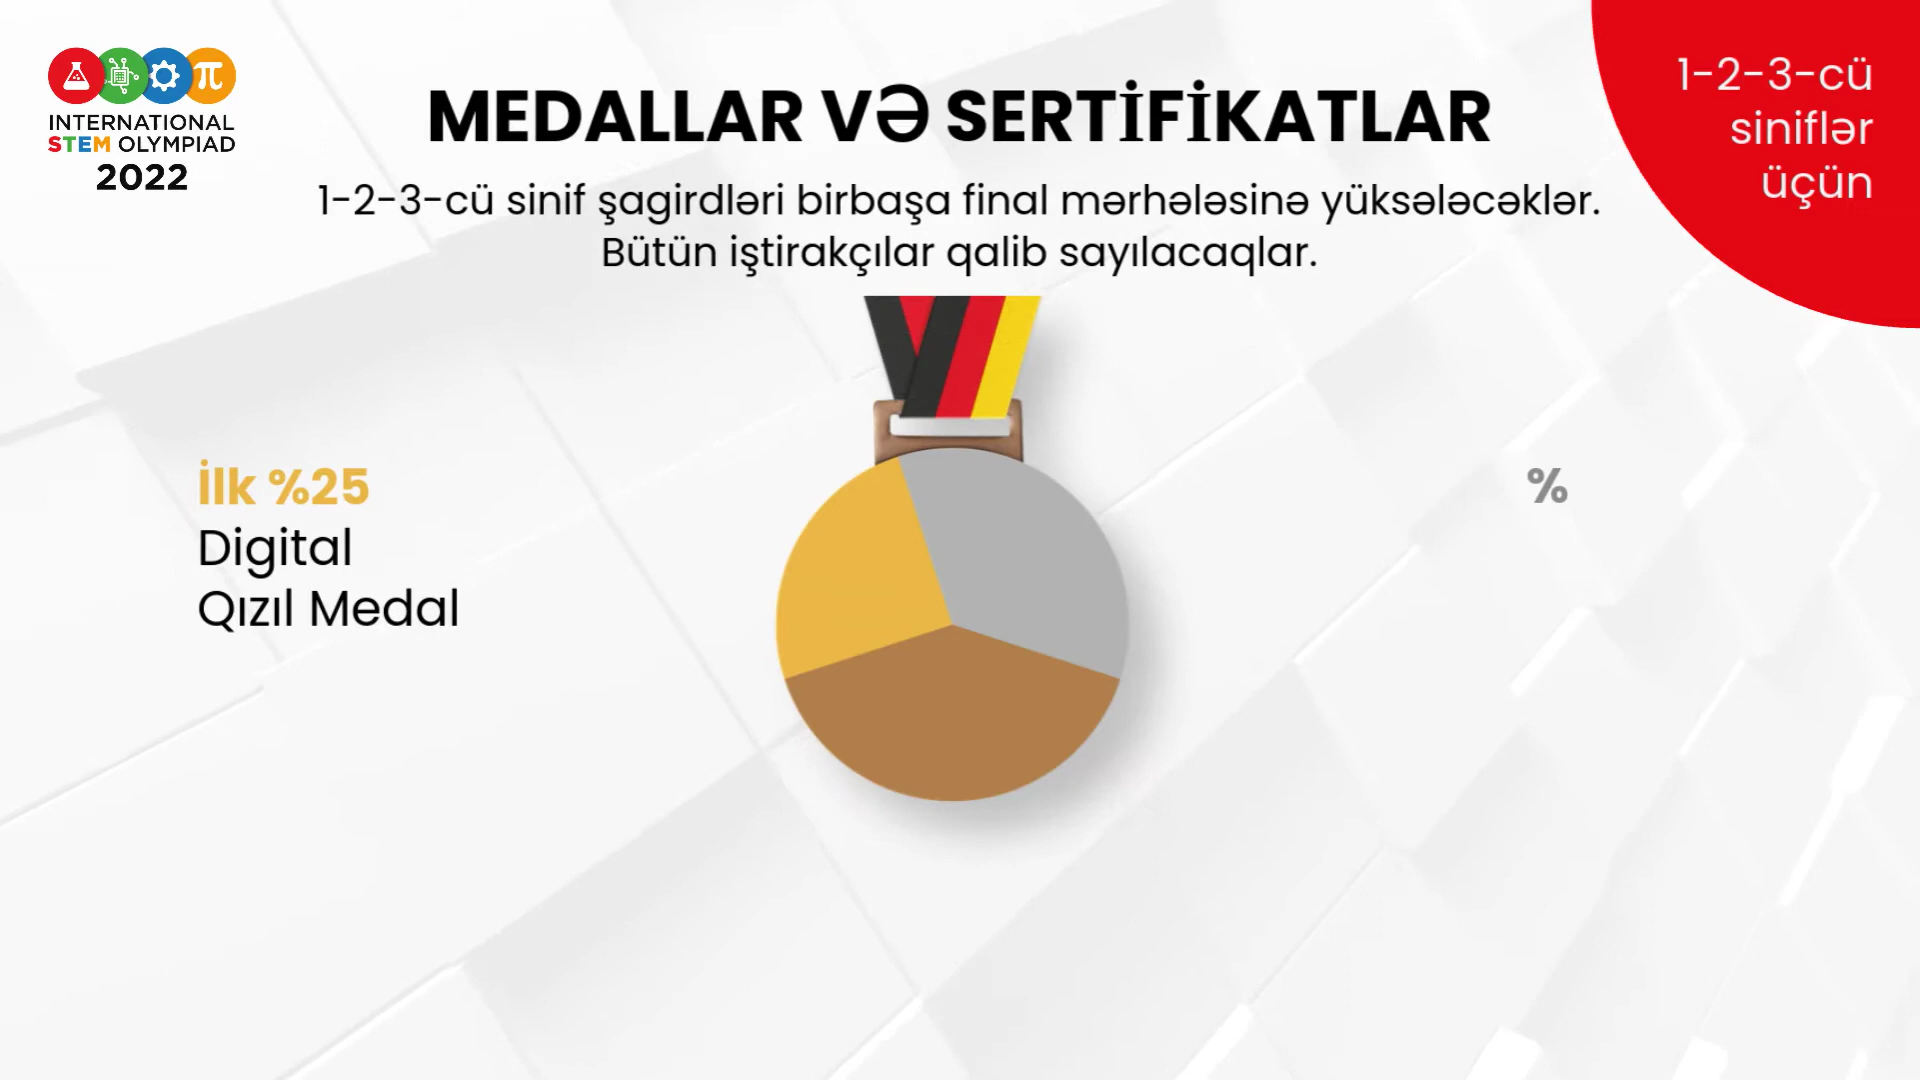 INTERNATIONAL
STEM OLYMPIAD
2022
MEDALLAR VƏ SERTİFİKATLAR
1-2-3-cü sinif şagirdləri birbaşa final mərhələsinə yüksələcəklər.
Bütün iştirakçılar qalib sayılacaqlar.
1-2-3-cü
siniflər
üçün
İlk %25
Digital
Qızıl Medal
%